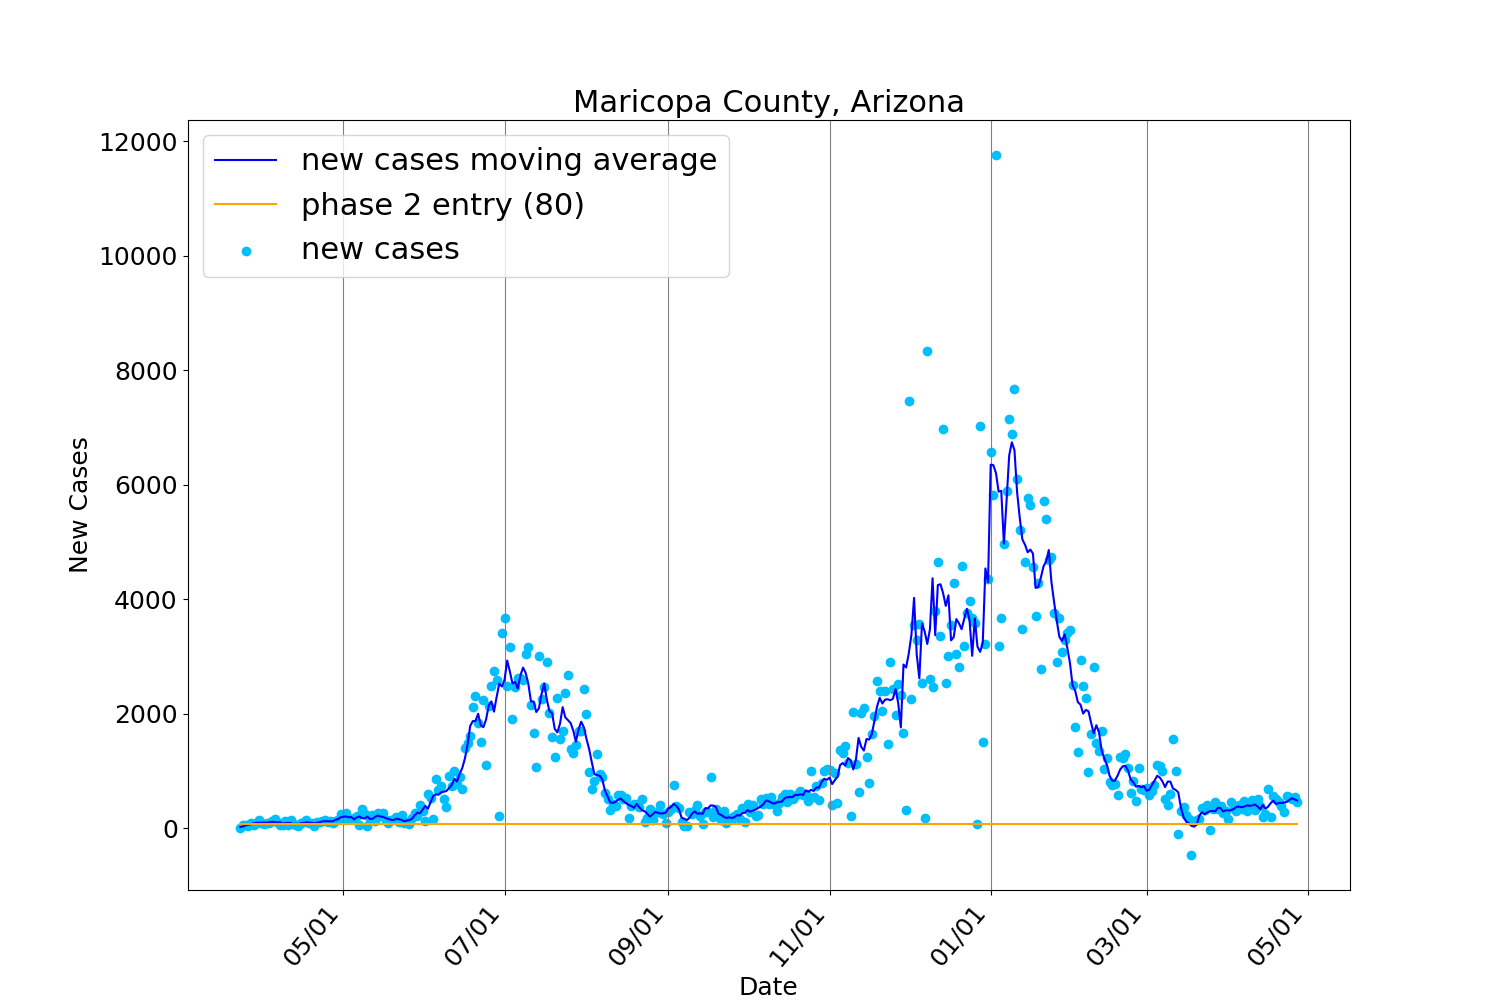 Maricopa County, Arizona
new cases moving average
phase 2 entry (80)
new cases
12000
10000
8000
6000
4000
2000
0
New Cases
05/01
07/01
09/01
11/01
01/01
03/01
05/01
Date